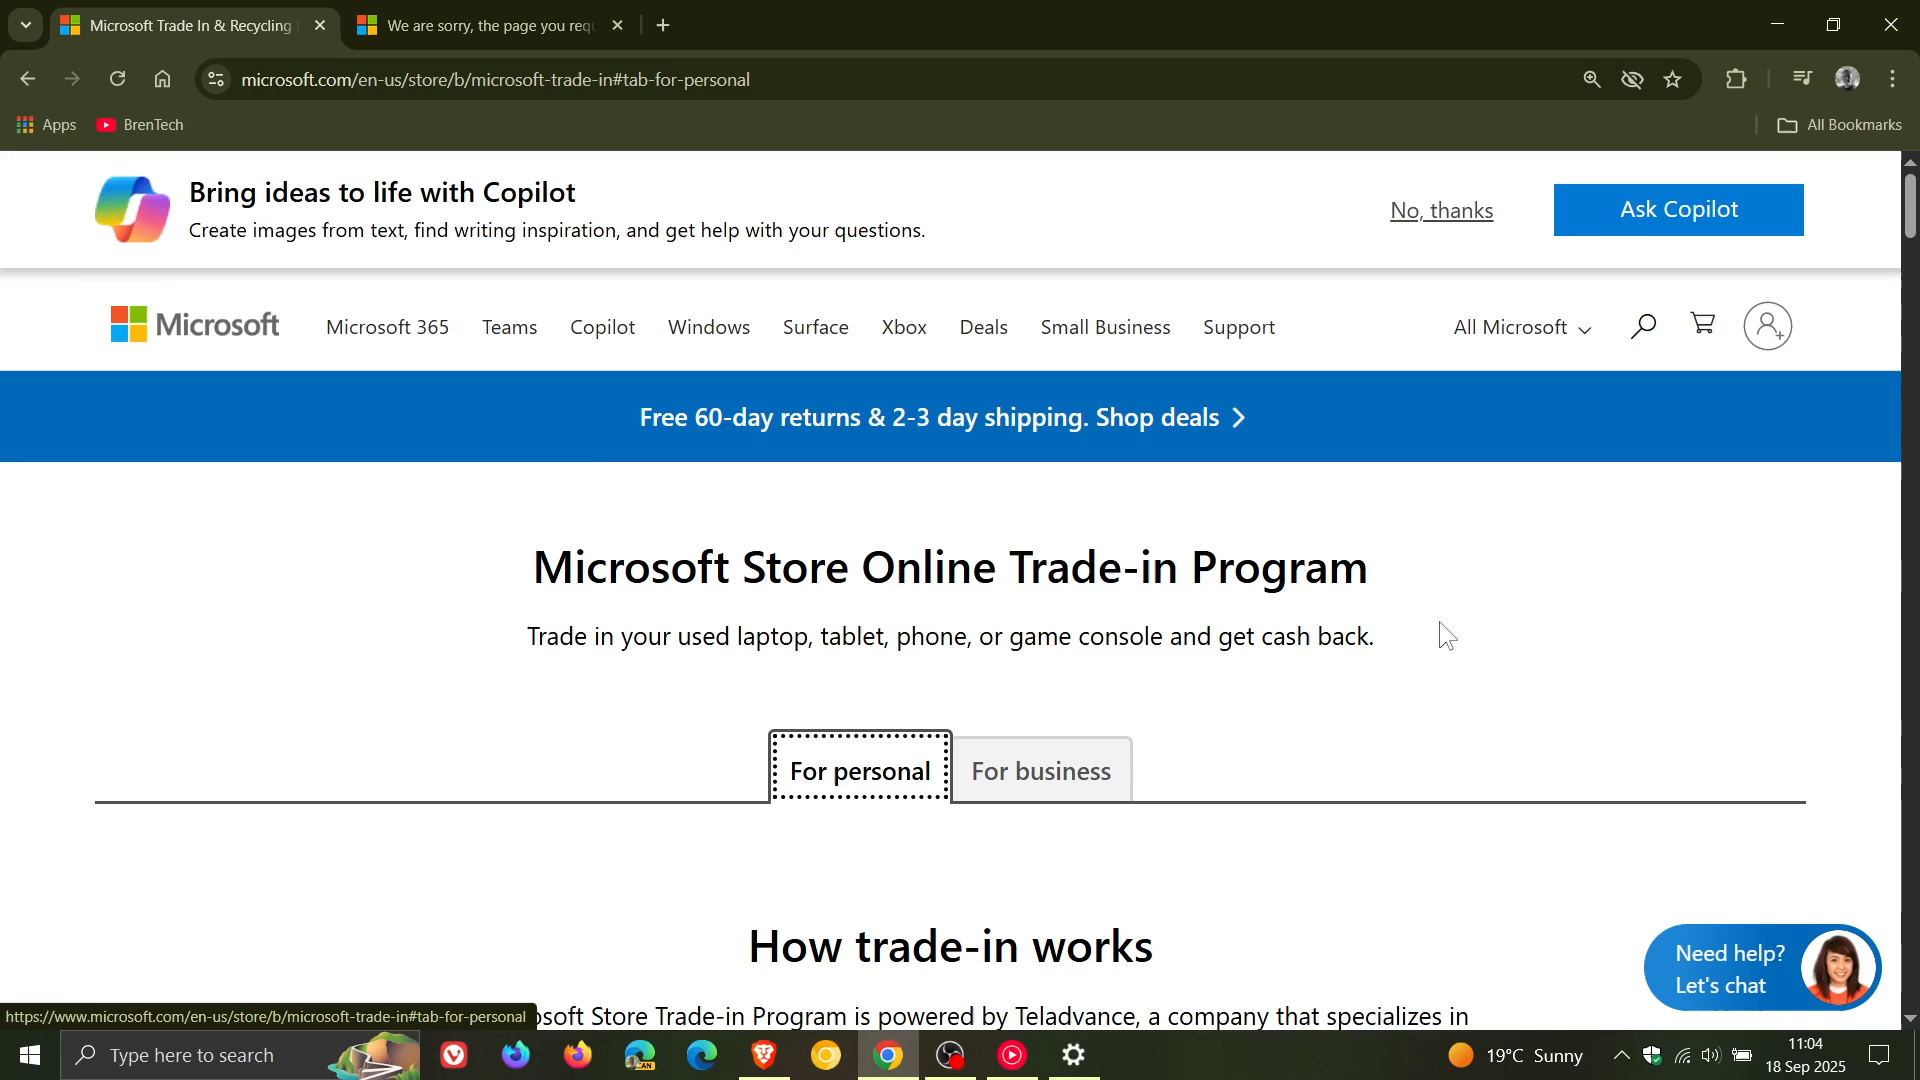 Microsoft Trade In & Recycling
We are sorry, the page you requ
microsoft.com/en-us/store/b/microsoft-trade-in#tab-for-personal
Apps
BrenTech
All Bookmarks
Bring ideas to life with Copilot
Create images from text, find writing inspiration, and get help with your questions.
No, thanks
Ask Copilot
Microsoft
Microsoft 365
Teams
Copilot
Windows
Surface
Xbox
Deals
Small Business
Support
All Microsoft
Free 60-day returns & 2-3 day shipping. Shop deals
Microsoft Store Online Trade-in Program
Trade in your used laptop, tablet, phone, or game console and get cash back.
For personal
For business
How trade-in works
Need help?
Let's chat
https://www.microsoft.com/en-us/store/b/microsoft-trade-in#tab-for-personal
osoft Store Trade-in Program is powered by Teladvance, a company that specializes in
Type here to search
CAN
19°C Sunny
11:04
18 Sep 2025